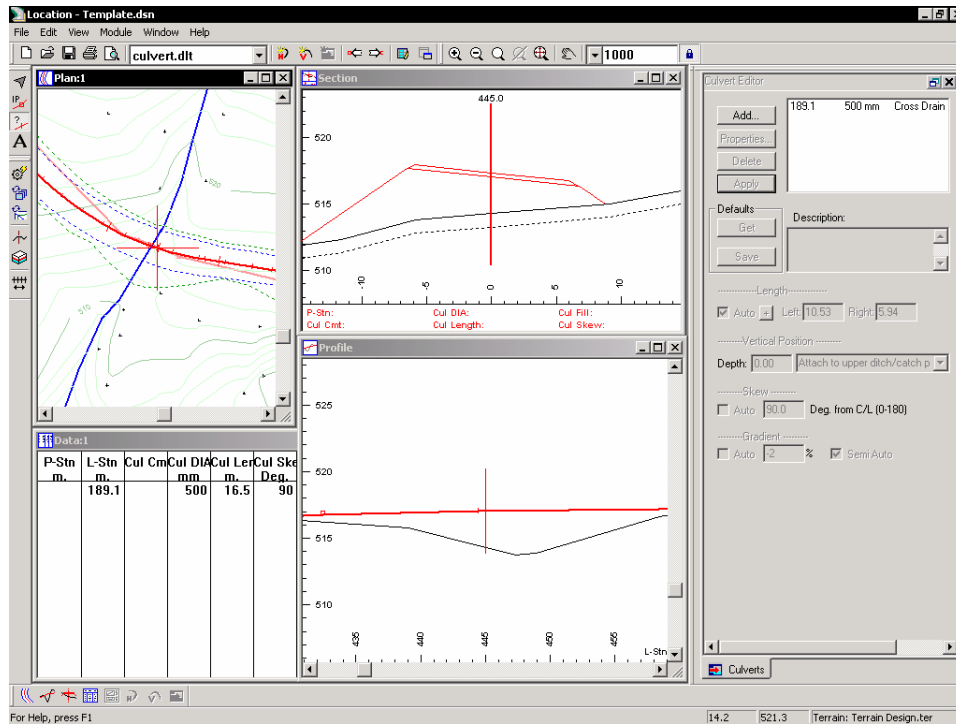 Location - Template.dsn
File Edit View Module Window Help
culvert.dlt
1000
Plan:1
IP
?
A
520
510
Section
445.0
520
515
510
-10 -5 0 5 10
P-Stn: Cul DIA: Cul Fill:
Cul Cmt: Cul Length: Cul Skew:
Profile
525
520
515
510
435 440 445 450 455
L-Stn
Data:1
P-Stn L-Stn Cul Cm Cul DIA Cul Ler Cul Ske
m. m. mm m. Deg.
189.1 500 16.5 90
Culvert Editor
Add...
Properties...
Delete
Apply
189.1 500 mm Cross Drain
Defaults
Get
Save
Description:
Length
Auto + Left: 10.53 Right: 5.94
Vertical Position
Depth: 0.00 Attach to upper ditch/catch p
Skew
Auto 90.0 Deg. from C/L (0-180)
Gradient
Auto -2 % Semi Auto
Culverts
For Help, press F1
14.2 521.3 Terrain: Terrain Design.ter